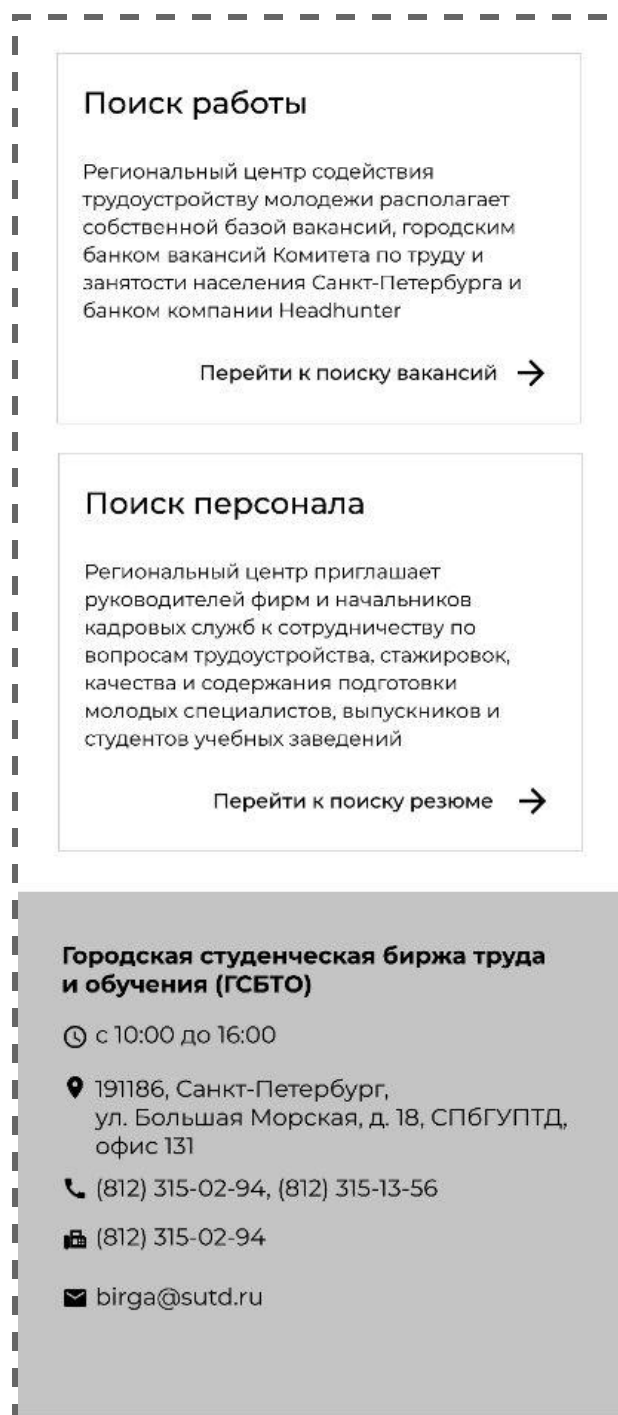 Поиск работы
Региональный центр содействия
трудоустройству молодежи располагает
собственной базой вакансий, городским
банком вакансий Комитета по труду и
занятости населения Санкт-Петербурга и
банком компании Headhunter
Перейти к поиску вакансий
Поиск персонала
Региональный центр приглашает
руководителей фирм и начальников
кадровых служб к сотрудничеству по
вопросам трудоустройства, стажировок,
качества и содержания подготовки
молодых специалистов, выпускников и
студентов учебных заведений
Перейти к поиску резюме
Городская студенческая биржа труда
и обучения (ГСБТО)
с 10:00 до 16:00
191186, Санкт-Петербург,
ул. Большая Морская, д. 18, СПбГУПТД,
офис 131
(812) 315-02-94, (812) 315-13-56
(812) 315-02-94
birga@sutd.ru